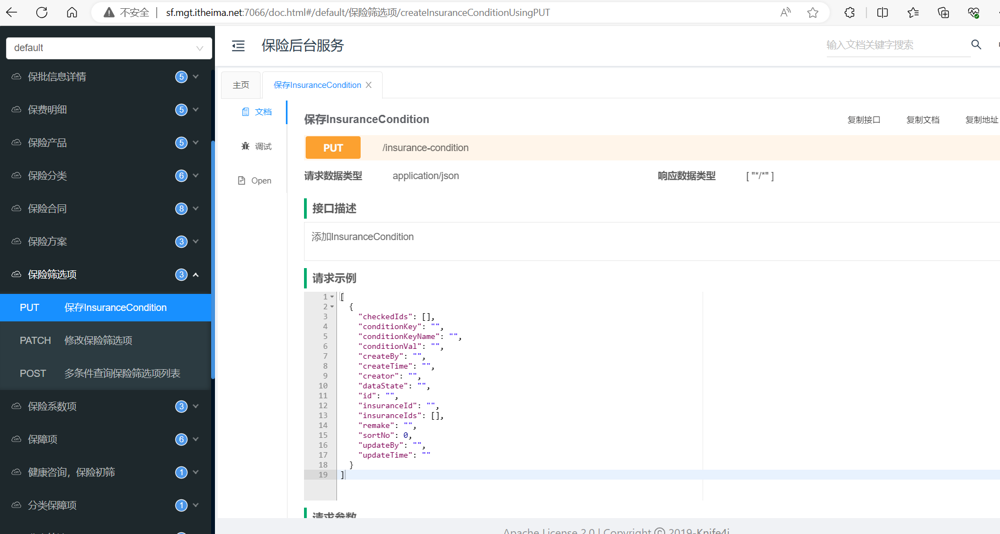 不安全 sf.mgt.itheima.net:7066/doc.html#/default/保险筛选项/createInsuranceConditionUsingPUT
default
保批信息详情 5
保费明细 5
保险产品 5
保险分类 6
保险合同 8
保险方案 3
保险筛选项 3
PUT 保存InsuranceCondition
PATCH 修改保险筛选项
POST 多条件查询保险筛选项列表
保险系数项 3
保障项 6
健康咨询，保险初筛 1
分类保障项 1
保险后台服务
输入文档关键字搜索
主页 保存InsuranceCondition
文档
调试
Open
保存InsuranceCondition 复制接口 复制文档 复制地址
PUT /insurance-condition
请求数据类型 application/json 响应数据类型 [ "*/*" ]
接口描述
添加InsuranceCondition
请求示例
1 [
2 {
3 "checkedIds": [],
4 "conditionKey": "",
5 "conditionKeyName": "",
6 "conditionVal": "",
7 "createBy": "",
8 "createTime": "",
9 "creator": "",
10 "dataState": "",
11 "id": "",
12 "insuranceId": "",
13 "insuranceIds": [],
14 "remake": "",
15 "sortNo": 0,
16 "updateBy": "",
17 "updateTime": ""
18 }
19 ]
请求参数
Apache License 2.0 | Copyright © 2019-Knife4j